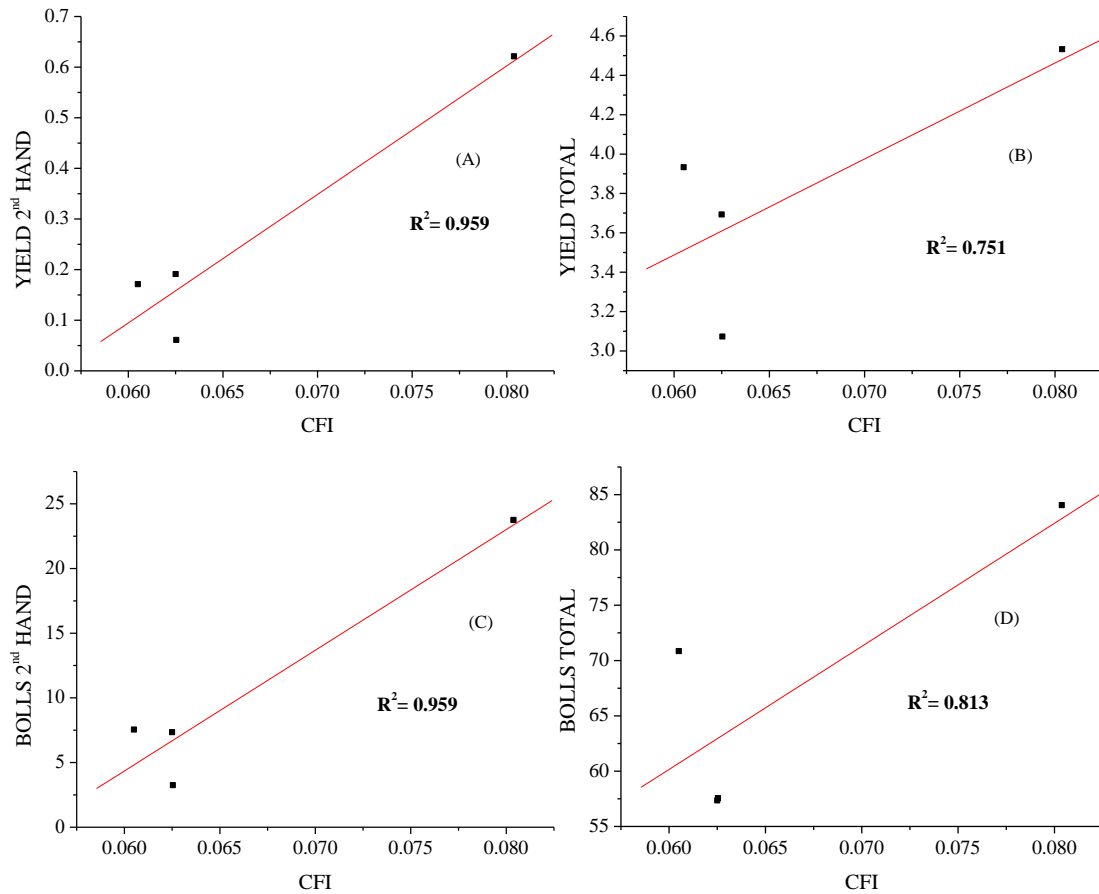 YIELD 2nd HAND
0.7
0.6
0.5
0.4
0.3
0.2
0.1
0.0
(A)
R2= 0.959
0.060 0.065 0.070 0.075 0.080
CFI
YIELD TOTAL
4.6
4.4
4.2
4.0
3.8
3.6
3.4
3.2
3.0
(B)
R2= 0.751
0.060 0.065 0.070 0.075 0.080
CFI
BOLLS 2nd HAND
25
20
15
10
5
0
(C)
R2= 0.959
0.060 0.065 0.070 0.075 0.080
CFI
BOLLS TOTAL
85
80
75
70
65
60
55
(D)
R2= 0.813
0.060 0.065 0.070 0.075 0.080
CFI